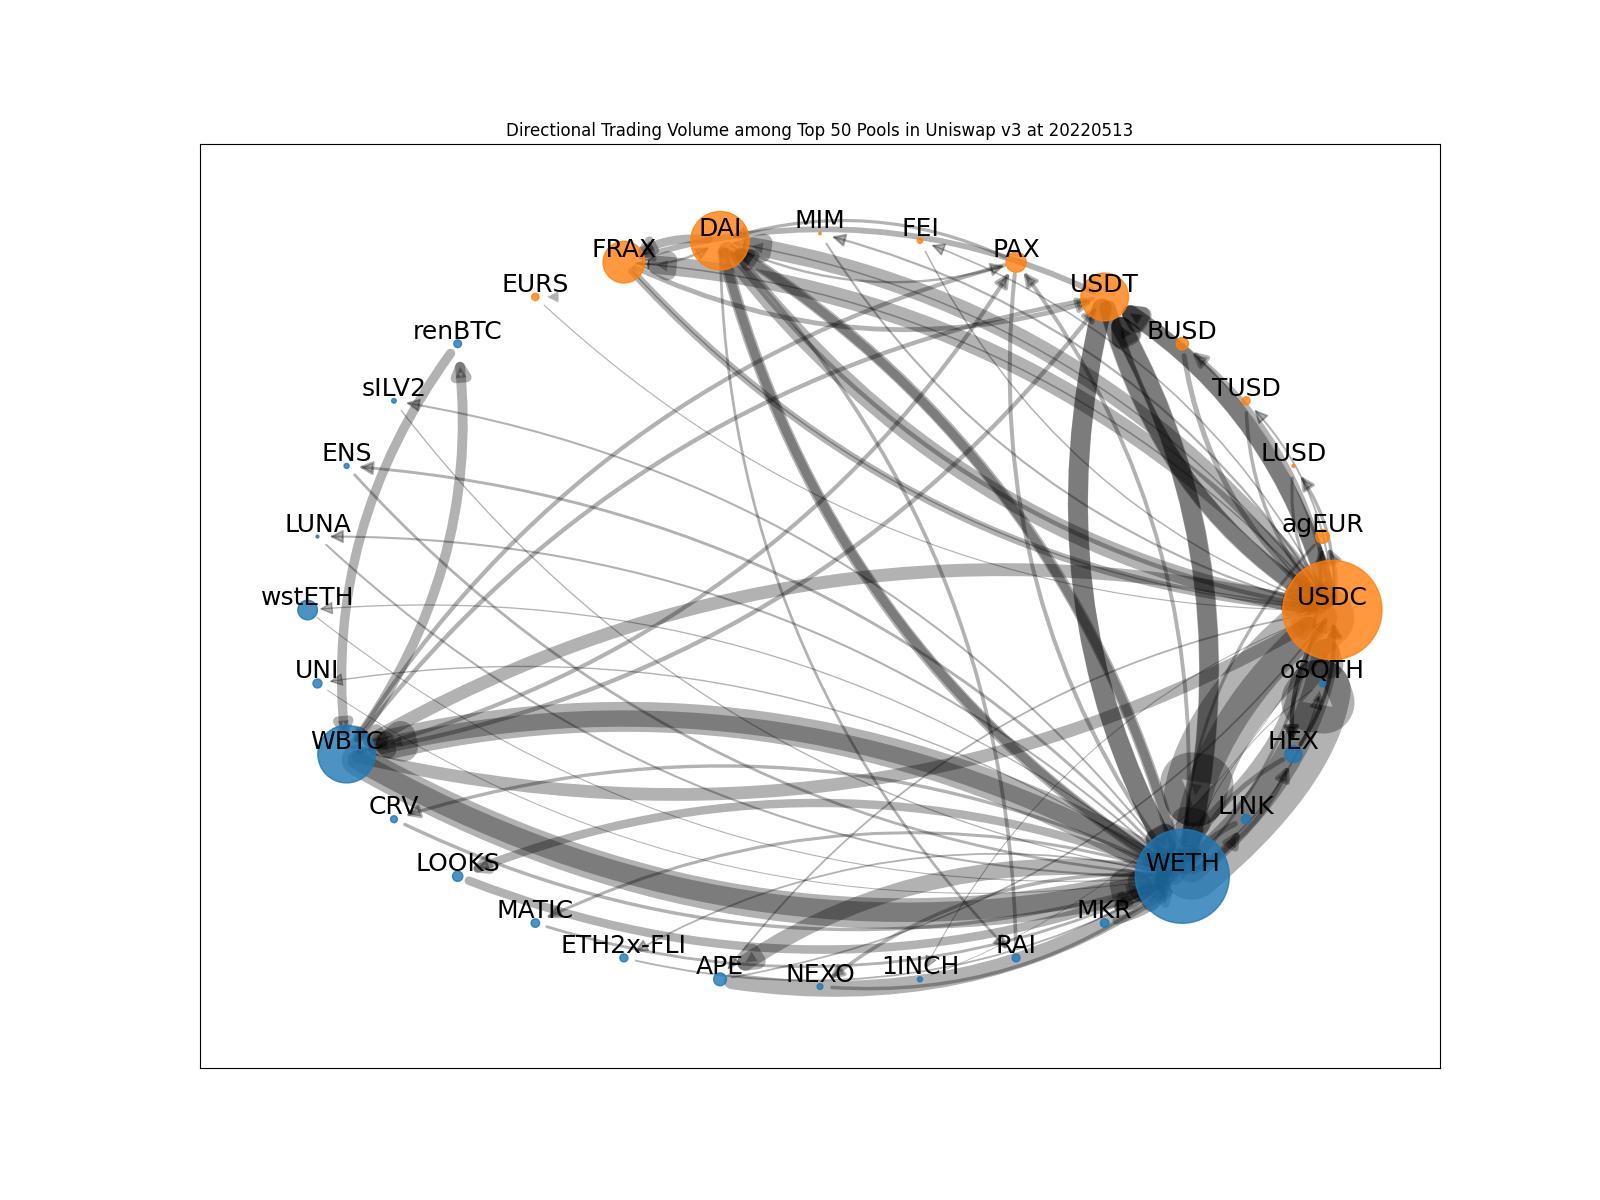 Directional Trading Volume among Top 50 Pools in Uniswap v3 at 20220513
MIM
DAI
FEI
FRAX
PAX
EURS
USDT
renBTC
BUSD
sILV2
TUSD
ENS
LUSD
LUNA
agEUR
wstETH
USDC
UNI
oSQTH
WBTC
HEX
CRV
LINK
LOOKS
WETH
MATIC
MKR
ETH2x-FLI
RAI
APE
1INCH
NEXO